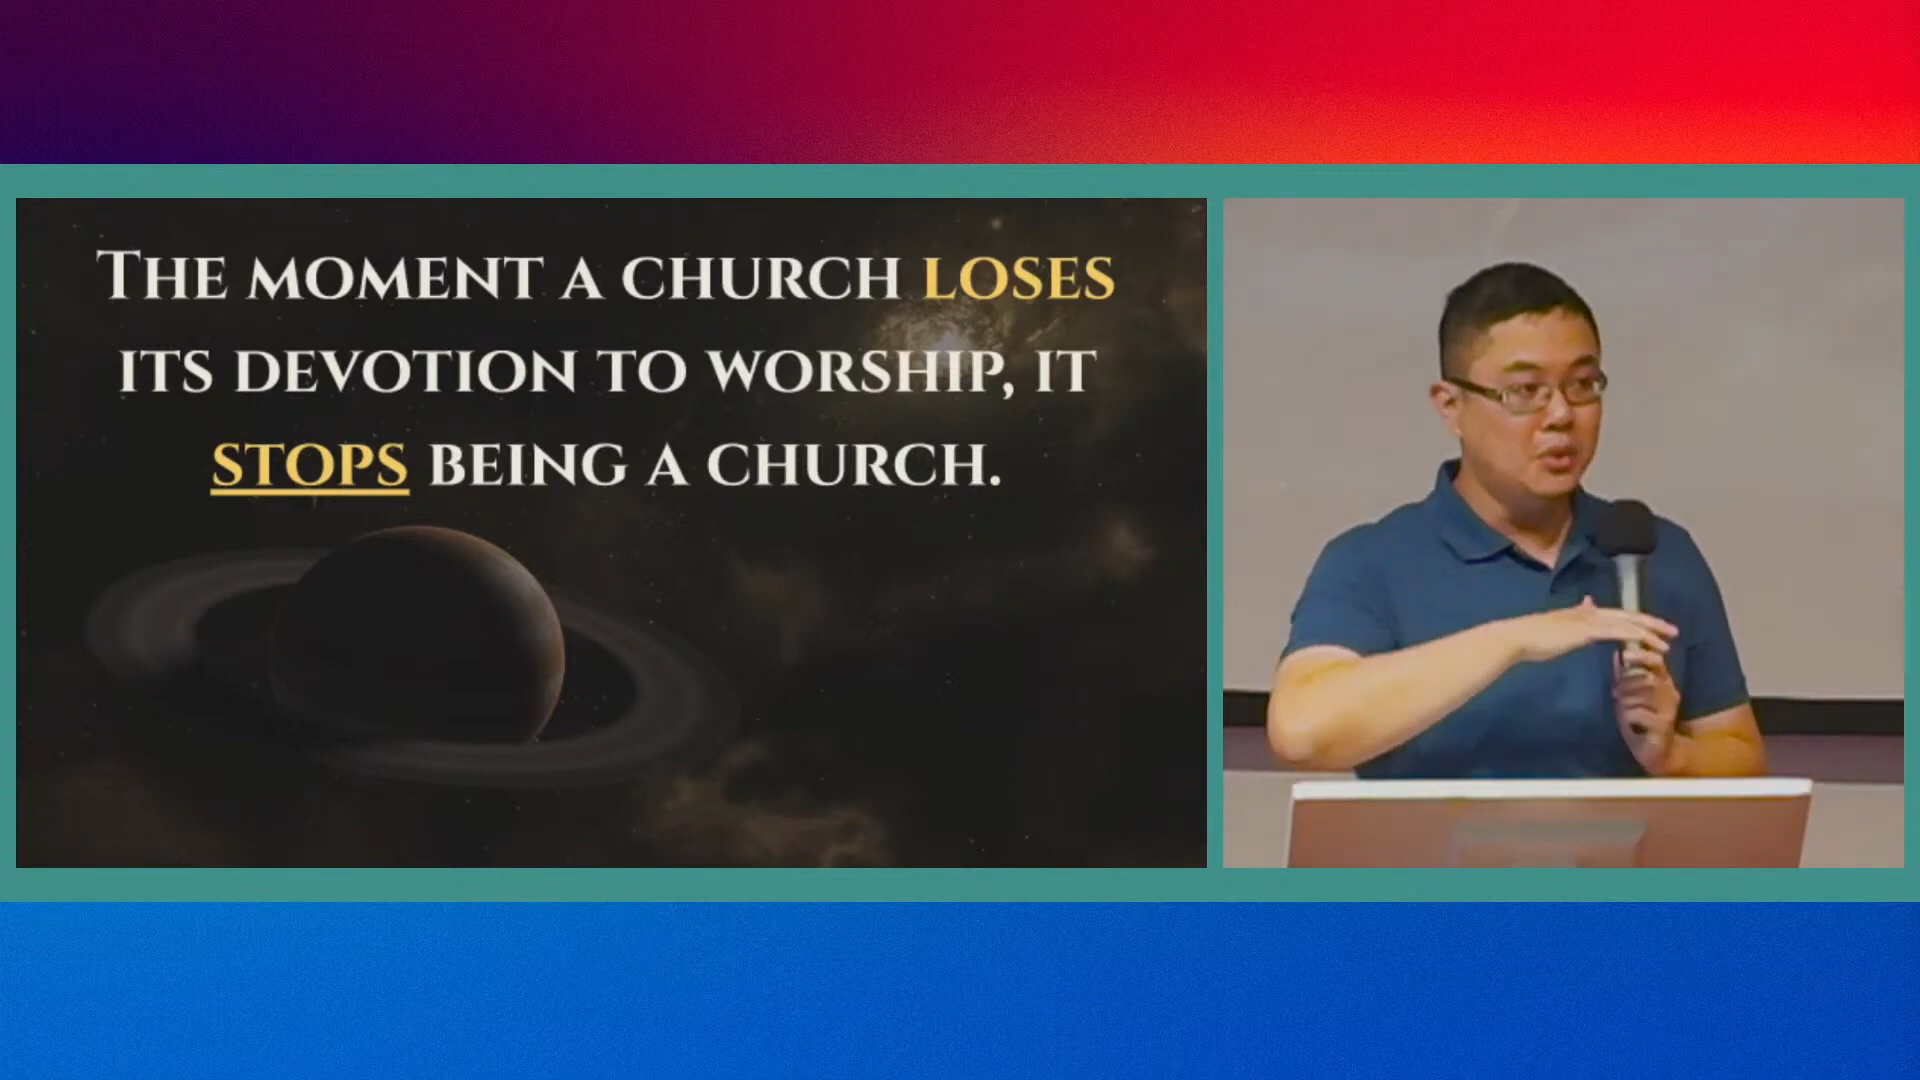 The moment a church loses
its devotion to worship, it
stops being a church.